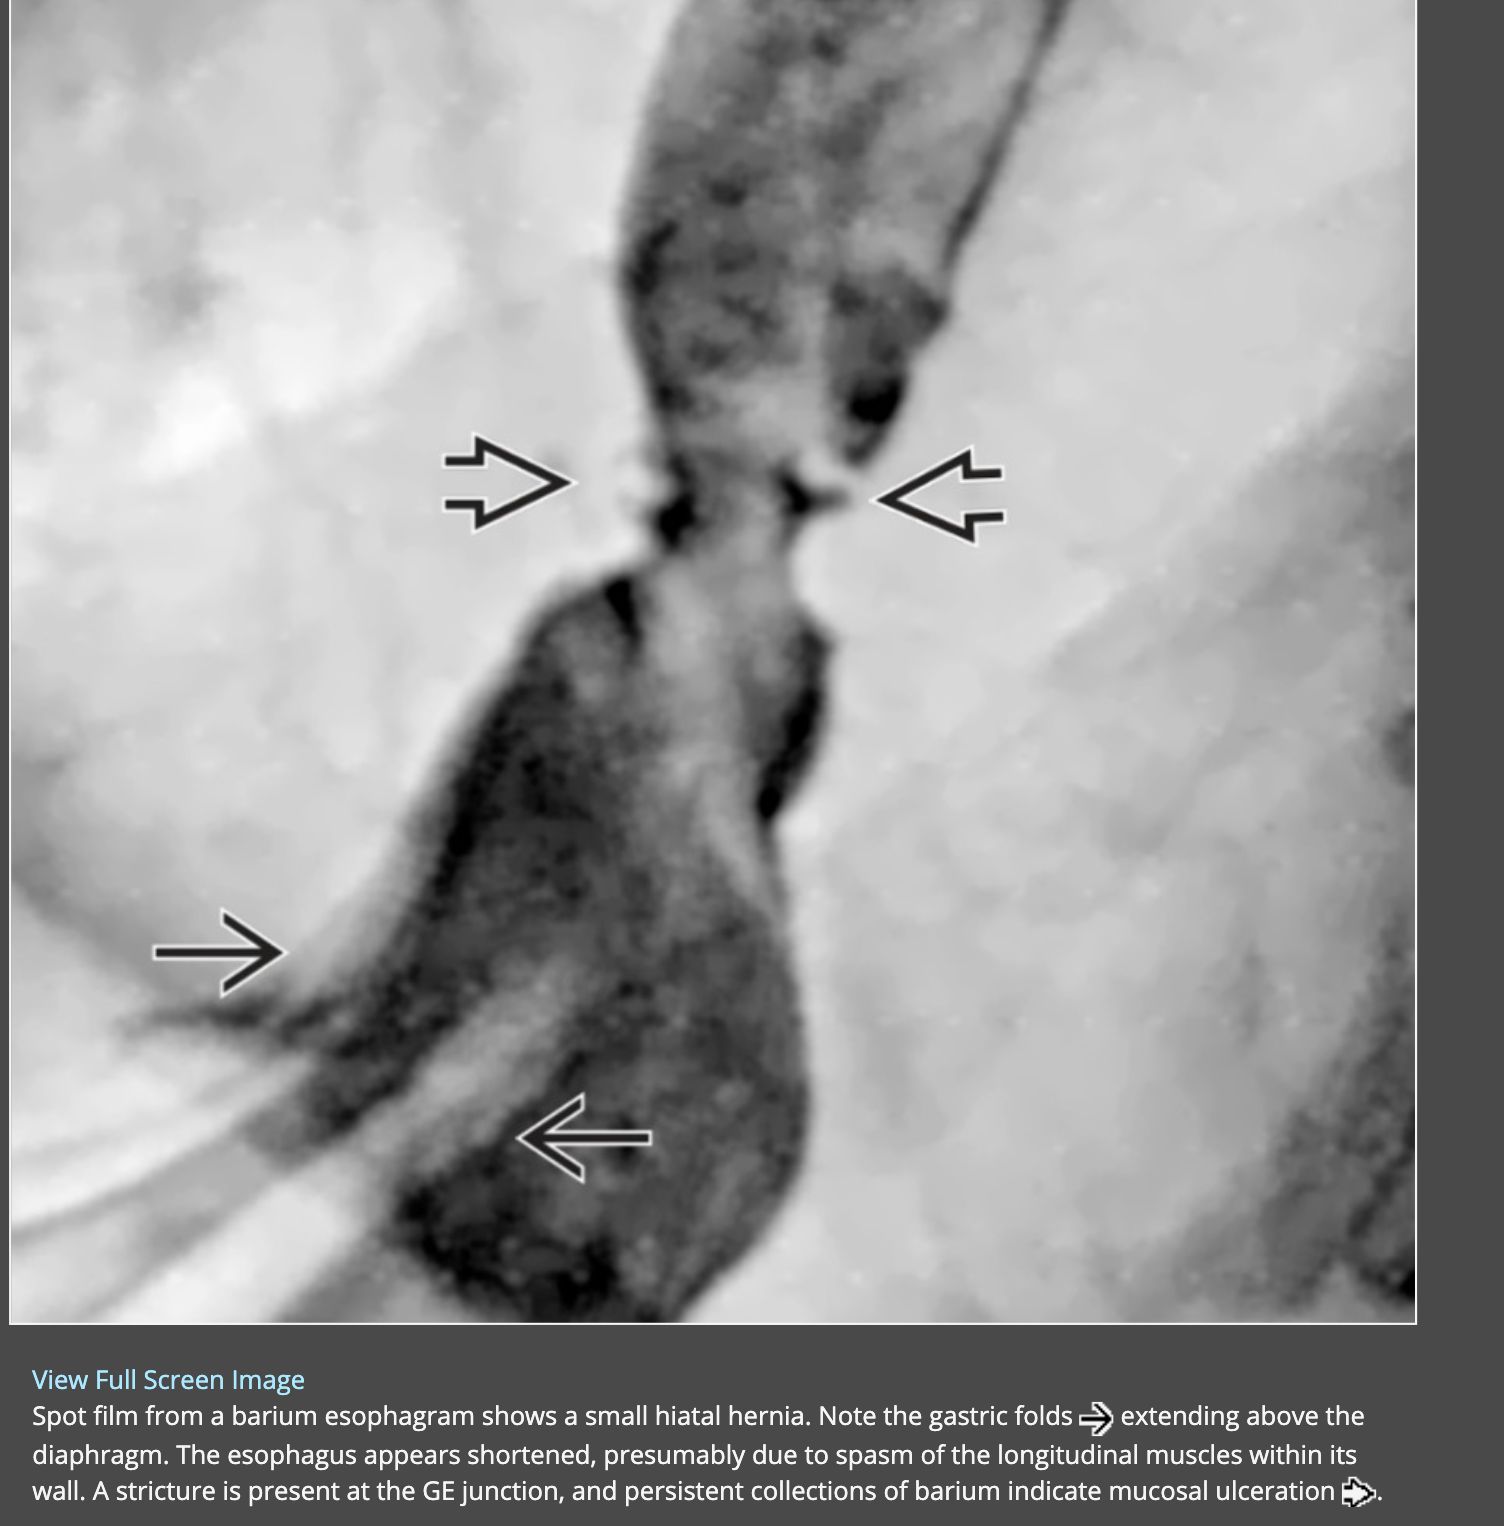 View Full Screen Image
Spot film from a barium esophagram shows a small hiatal hernia. Note the gastric folds extending above the
diaphragm. The esophagus appears shortened, presumably due to spasm of the longitudinal muscles within its
wall. A stricture is present at the GE junction, and persistent collections of barium indicate mucosal ulceration .